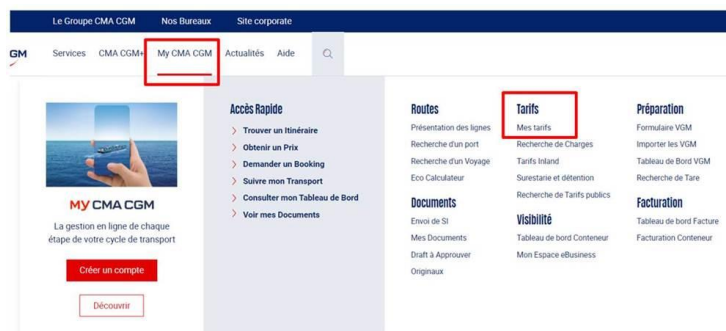 Le Groupe CMA CGM Nos Bureaux Site corporate
GM Services CMA CGM+ My CMA CGM Actualités Aide
MY CMA CGM
La gestion en ligne de chaque
étape de votre cycle de transport
Créer un compte
Découvrir
Accès Rapide
Trouver un Itinéraire
Obtenir un Prix
Demander un Booking
Suivre mon Transport
Consulter mon Tableau de Bord
Voir mes Documents
Routes
Présentation des lignes
Recherche d'un port
Recherche d'un Voyage
Eco Calculateur
Documents
Envoi de SI
Mes Documents
Draft à Approuver
Originaux
Tarifs
Mes tarifs
Recherche de Charges
Tarifs Inland
Surestarie et détention
Recherche de Tarifs publics
Visibilité
Tableau de bord Conteneur
Mon Espace eBusiness
Préparation
Formulaire VGM
Importer les VGM
Tableau de Bord VGM
Recherche de Tare
Facturation
Tableau de bord Facture
Facturation Conteneur